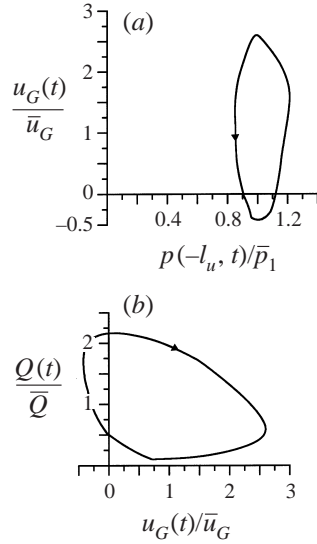 (a)
3
2
u_G(t)
/
ū_G
1
0
−0.5
0.4 0.8 1.2
p(−l_u, t)/p̄_1
(b)
2
Q(t)
/
Q̄
1
0 1 2 3
u_G(t)/ū_G